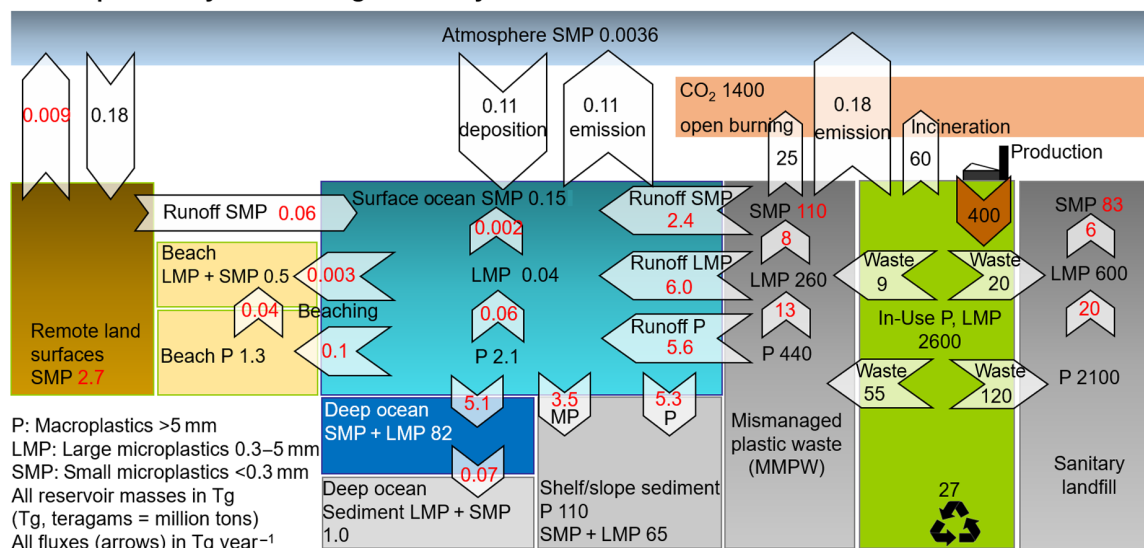 Atmosphere SMP 0.0036
0.009
0.18
0.11
deposition
0.11
emission
CO₂ 1400
open burning
25
0.18
emission
Incineration
60
Production
400
Runoff SMP 0.06
Surface ocean SMP 0.15
0.002
LMP 0.04
0.06
P 2.1
Runoff SMP
2.4
Runoff LMP
6.0
Runoff P
5.6
SMP 110
8
LMP 260
13
P 440
Mismanaged
plastic waste
(MMPW)
Waste
9
Waste
20
In-Use P, LMP
2600
Waste
55
Waste
120
27
SMP 83
6
LMP 600
20
P 2100
Sanitary
landfill
Beach
LMP + SMP 0.5
0.003
0.04
Beaching
Beach P 1.3
0.1
Remote land
surfaces
SMP 2.7
5.1
3.5
MP
5.3
P
Deep ocean
SMP + LMP 82
0.07
Deep ocean
Sediment LMP + SMP
1.0
Shelf/slope sediment
P 110
SMP + LMP 65
P: Macroplastics >5 mm
LMP: Large microplastics 0.3–5 mm
SMP: Small microplastics <0.3 mm
All reservoir masses in Tg
(Tg, teragams = million tons)
All fluxes (arrows) in Tg year⁻¹